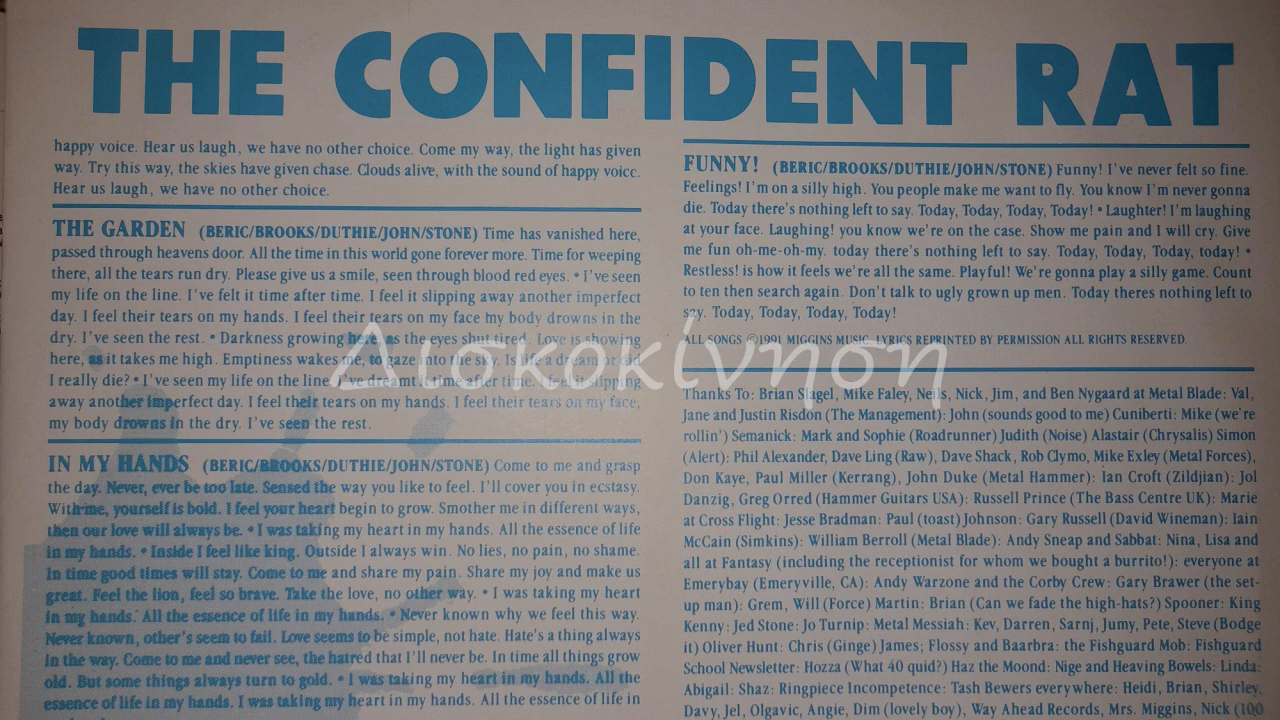 THE CONFIDENT RAT
happy voice. Hear us laugh, we have no other choice. Come my way, the light has given
way. Try this way, the skies have given chase. Clouds alive, with the sound of happy voice.
Hear us laugh, we have no other choice.
THE GARDEN (BERIC/BROOKS/DUTHIE/JOHN/STONE) Time has vanished here,
passed through heavens door. All the time in this world gone forever more. Time for weeping
there, all the tears run dry. Please give us a smile, seen through blood red eyes. • I've seen
my life on the line. I've felt it time after time. I feel it slipping away another imperfect
day. I feel their tears on my hands. I feel their tears on my face my body drowns in the
dry. I've seen the rest. • Darkness growing here, as the eyes shut tired. Love is showing
here, as it takes me high. Emptiness wakes me, to gaze into the sky. Is life a dream or did
I really die? • I've seen my life on the line. I've dreamt it time after time. I feel it slipping
away another imperfect day. I feel their tears on my hands. I feel their tears on my face,
my body drowns in the dry. I've seen the rest.
IN MY HANDS (BERIC/BROOKS/DUTHIE/JOHN/STONE) Come to me and grasp
the day. Never, ever be too late. Sensed the way you like to feel. I'll cover you in ecstasy.
With me, yourself is bold. I feel your heart begin to grow. Smother me in different ways,
then our love will always be. • I was taking my heart in my hands. All the essence of life
in my hands. • Inside I feel like king. Outside I always win. No lies, no pain, no shame.
In time good times will stay. Come to me and share my pain. Share my joy and make us
great. Feel the lion, feel so brave. Take the love, no other way. • I was taking my heart
in my hands. All the essence of life in my hands. • Never known why we feel this way.
Never known, other's seem to fail. Love seems to be simple, not hate. Hate's a thing always
in the way. Come to me and never see, the hatred that I'll never be. In time all things grow
old. But some things always turn to gold. • I was taking my heart in my hands. All the
essence of life in my hands. I was taking my heart in my hands. All the essence of life in
FUNNY! (BERIC/BROOKS/DUTHIE/JOHN/STONE) Funny! I've never felt so fine.
Feelings! I'm on a silly high. You people make me want to fly. You know I'm never gonna
die. Today there's nothing left to say. Today, Today, Today, Today! • Laughter! I'm laughing
at your face. Laughing! you know we're on the case. Show me pain and I will cry. Give
me fun oh-me-oh-my. today there's nothing left to say. Today, Today, Today, today! •
Restless! is how it feels we're all the same. Playful! We're gonna play a silly game. Count
to ten then search again. Don't talk to ugly grown up men. Today theres nothing left to
say. Today, Today, Today, Today!
ALL SONGS ©1991 MIGGINS MUSIC. LYRICS REPRINTED BY PERMISSION ALL RIGHTS RESERVED.
Thanks To: Brian Slagel, Mike Faley, Neils, Nick, Jim, and Ben Nygaard at Metal Blade: Val,
Jane and Justin Risdon (The Management): John (sounds good to me) Cuniberti: Mike (we're
rollin') Semanick: Mark and Sophie (Roadrunner) Judith (Noise) Alastair (Chrysalis) Simon
(Alert): Phil Alexander, Dave Ling (Raw), Dave Shack, Rob Clymo, Mike Exley (Metal Forces),
Don Kaye, Paul Miller (Kerrang), John Duke (Metal Hammer): Ian Croft (Zildjian): Jol
Danzig, Greg Orred (Hammer Guitars USA): Russell Prince (The Bass Centre UK): Marie
at Cross Flight: Jesse Bradman: Paul (toast) Johnson: Gary Russell (David Wineman): Iain
McCain (Simkins): William Berroll (Metal Blade): Andy Sneap and Sabbat: Nina, Lisa and
all at Fantasy (including the receptionist for whom we bought a burrito!): everyone at
Emerybay (Emeryville, CA): Andy Warzone and the Corby Crew: Gary Brawer (the set-
up man): Grem, Will (Force) Martin: Brian (Can we fade the high-hats?) Spooner: King
Kenny: Jed Stone: Jo Turnip: Metal Messiah: Kev, Darren, Sarnj, Jumy, Pete, Steve (Bodge
it) Oliver Hunt: Chris (Ginge) James; Flossy and Baarbra: the Fishguard Mob: Fishguard
School Newsletter: Hozza (What 40 quid?) Haz the Moond: Nige and Heaving Bowels: Linda:
Abigail: Shaz: Ringpiece Incompetence: Tash Bewers everywhere: Heidi, Brian, Shirley,
Davy, Jel, Olgavic, Angie, Dim (lovely boy), Way Ahead Records, Mrs. Miggins, Nick (100
Δισκοκίνηση